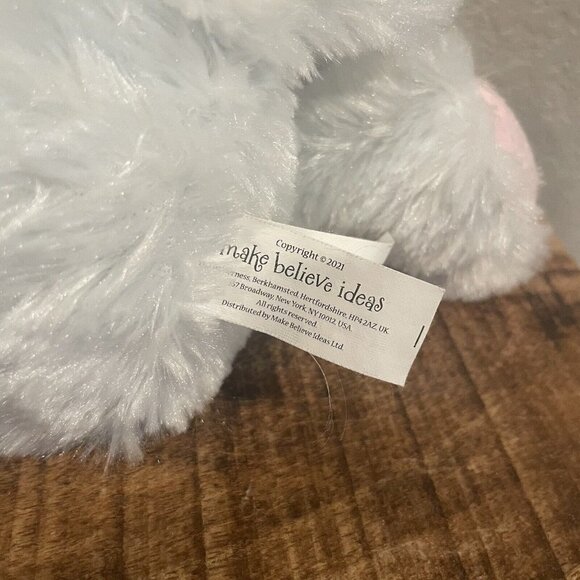 Copyright © 2021
make believe ideas
Berkhamsted, Hertfordshire, HP4 2AZ, UK.
Broadway, New York, NY 10012, USA.
All rights reserved.
Distributed by Make Believe Ideas Ltd.